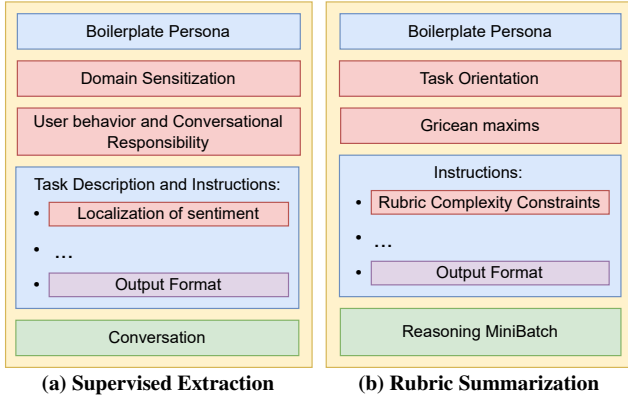 Boilerplate Persona
Domain Sensitization
User behavior and Conversational
Responsibility
Task Description and Instructions:
• Localization of sentiment
• ...
• Output Format
Conversation
(a) Supervised Extraction
Boilerplate Persona
Task Orientation
Gricean maxims
Instructions:
• Rubric Complexity Constraints
• ...
• Output Format
Reasoning MiniBatch
(b) Rubric Summarization